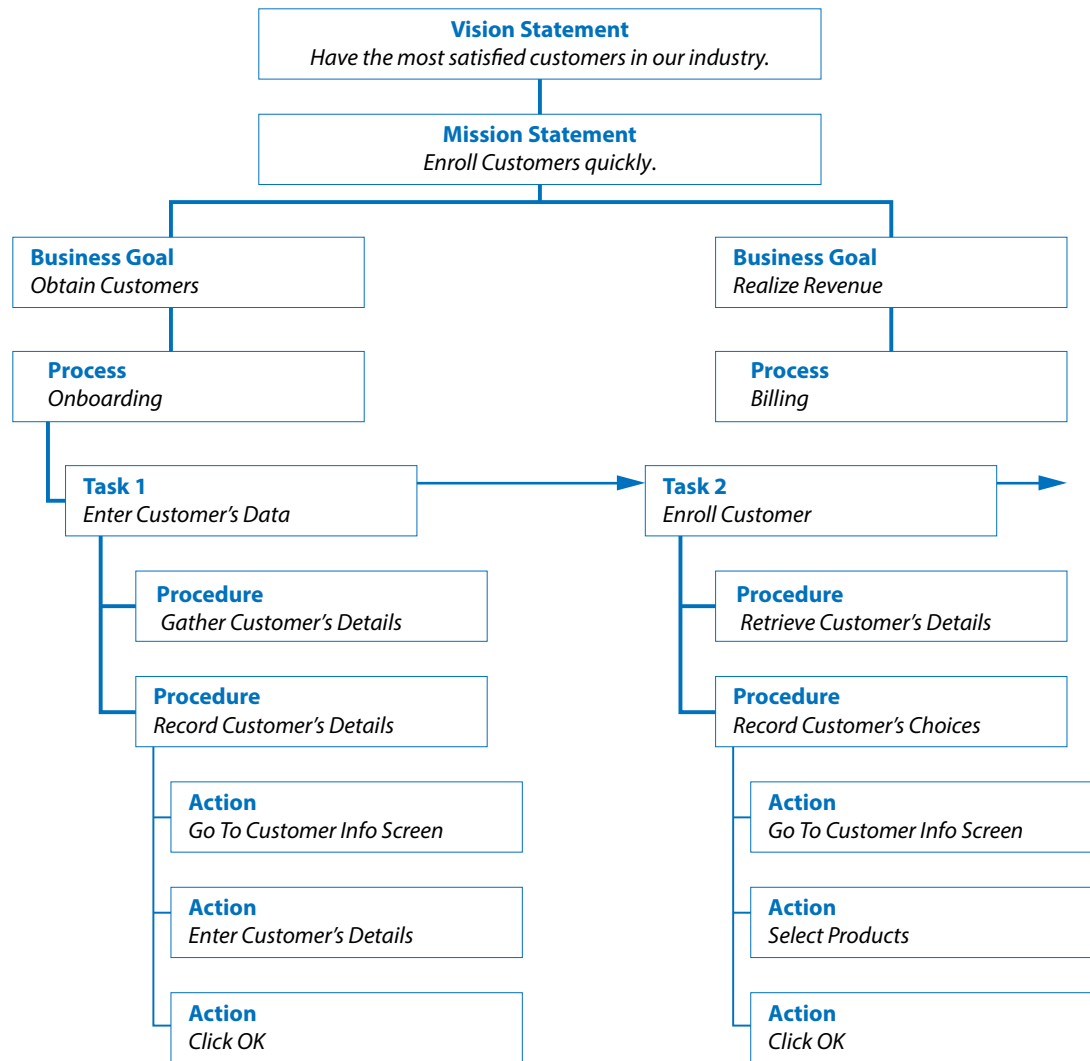 Vision Statement
Have the most satisfied customers in our industry.
Mission Statement
Enroll Customers quickly.
Business Goal
Obtain Customers
Business Goal
Realize Revenue
Process
Onboarding
Process
Billing
Task 1
Enter Customer’s Data
Task 2
Enroll Customer
Procedure
Gather Customer’s Details
Procedure
Retrieve Customer’s Details
Procedure
Record Customer’s Details
Procedure
Record Customer’s Choices
Action
Go To Customer Info Screen
Action
Go To Customer Info Screen
Action
Enter Customer’s Details
Action
Select Products
Action
Click OK
Action
Click OK